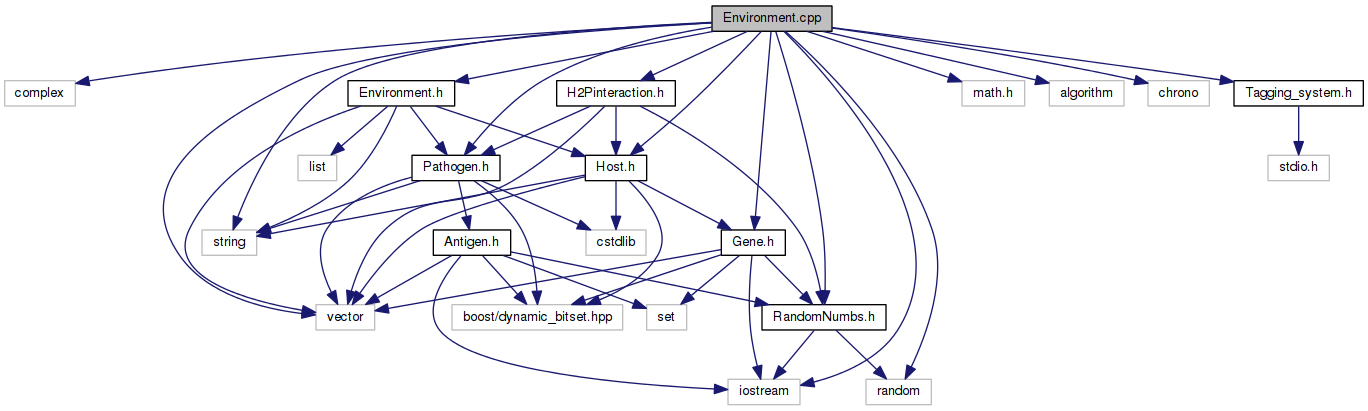 Environment.cpp
complex
Environment.h
H2Pinteraction.h
math.h
algorithm
chrono
Tagging_system.h
list
Pathogen.h
Host.h
stdio.h
string
Antigen.h
cstdlib
Gene.h
vector
boost/dynamic_bitset.hpp
set
RandomNumbs.h
iostream
random